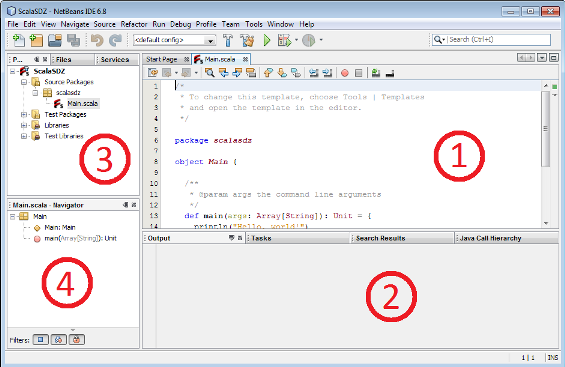 ScalaSDZ - NetBeans IDE 6.8
File Edit View Navigate Source Refactor Run Debug Profile Team Tools Window Help
<default config>
Search (Ctrl+I)
P... Files Services
ScalaSDZ
Source Packages
scalasdz
Main.scala
Test Packages
Libraries
Test Libraries
3
Start Page Main.scala
1 /*
2 * To change this template, choose Tools | Templates
3 * and open the template in the editor.
4 */
5
6 package scalasdz
7
8 object Main {
9
10 /**
11 * @param args the command line arguments
12 */
13 def main(args: Array[String]): Unit = {
14 println("Hello, world!")
1
Main.scala - Navigator
Main
Main: Main
main(Array[String]): Unit
4
Filters:
Output Tasks Search Results Java Call Hierarchy
2
1 | 1 INS